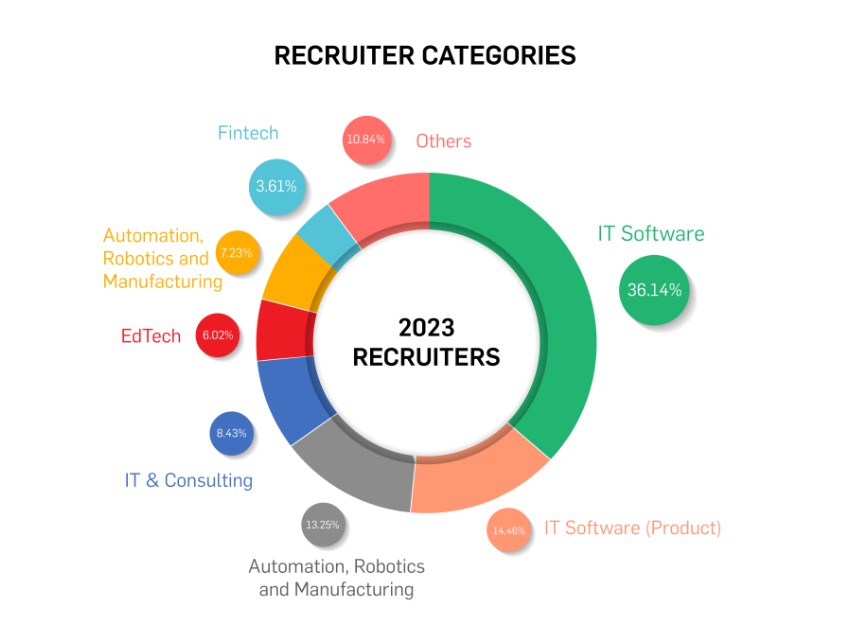 RECRUITER CATEGORIES
Fintech
3.61%
10.84%
Others
IT Software
36.14%
Automation,
Robotics and
Manufacturing
7.23%
EdTech
6.02%
2023
RECRUITERS
8.43%
IT & Consulting
13.25%
Automation, Robotics
and Manufacturing
14.46%
IT Software (Product)